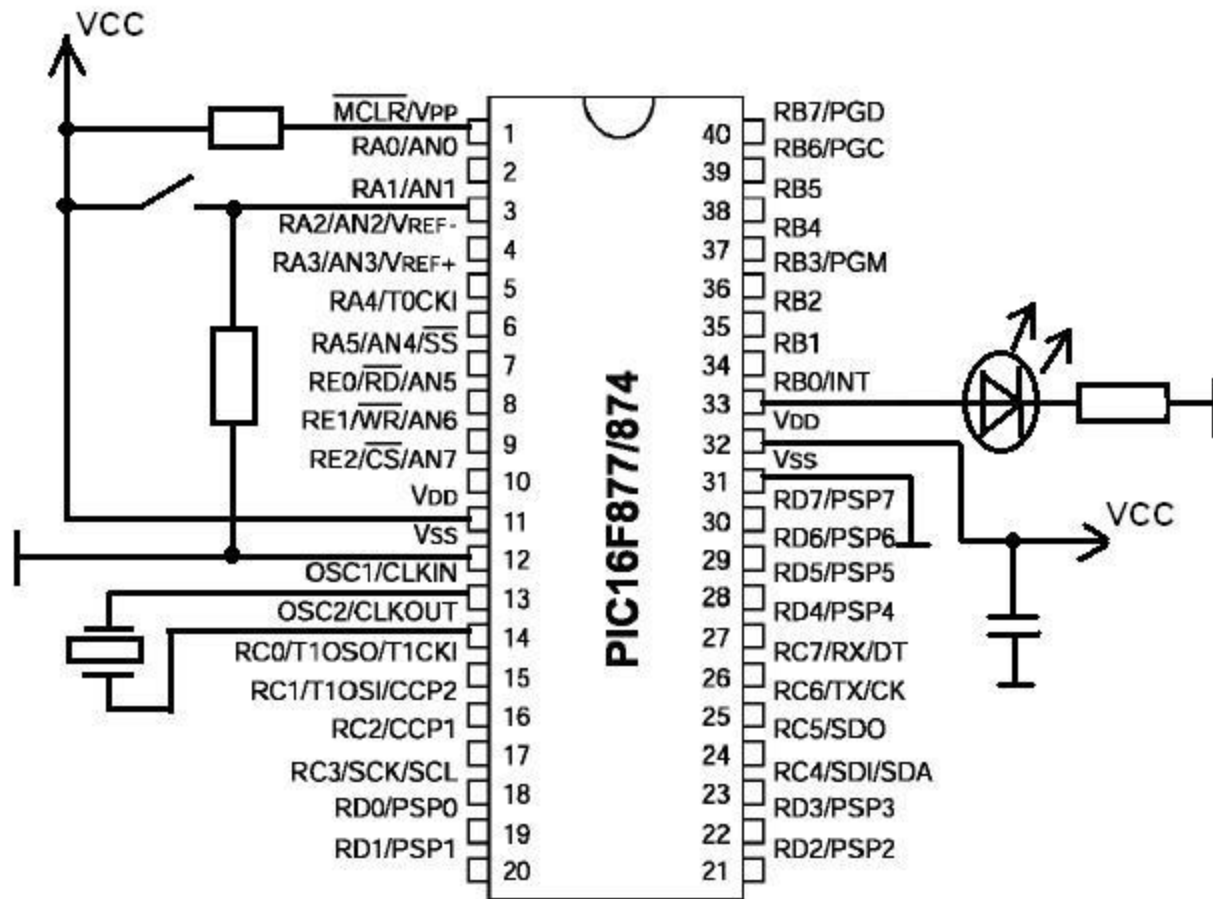 VCC
MCLR/VPP
1
RA0/AN0
2
RA1/AN1
3
RA2/AN2/VREF-
4
RA3/AN3/VREF+
5
RA4/T0CKI
6
RA5/AN4/SS
7
RE0/RD/AN5
8
RE1/WR/AN6
9
RE2/CS/AN7
10
VDD
11
VSS
12
OSC1/CLKIN
13
OSC2/CLKOUT
14
RC0/T1OSO/T1CKI
15
RC1/T1OSI/CCP2
16
RC2/CCP1
17
RC3/SCK/SCL
18
RD0/PSP0
19
RD1/PSP1
20
PIC16F877/874
RB7/PGD
40
RB6/PGC
39
RB5
38
RB4
37
RB3/PGM
36
RB2
35
RB1
34
RB0/INT
33
VDD
32
VSS
31
RD7/PSP7
30
RD6/PSP6
29
RD5/PSP5
28
RD4/PSP4
27
RC7/RX/DT
26
RC6/TX/CK
25
RC5/SDO
24
RC4/SDI/SDA
23
RD3/PSP3
22
RD2/PSP2
21
VCC